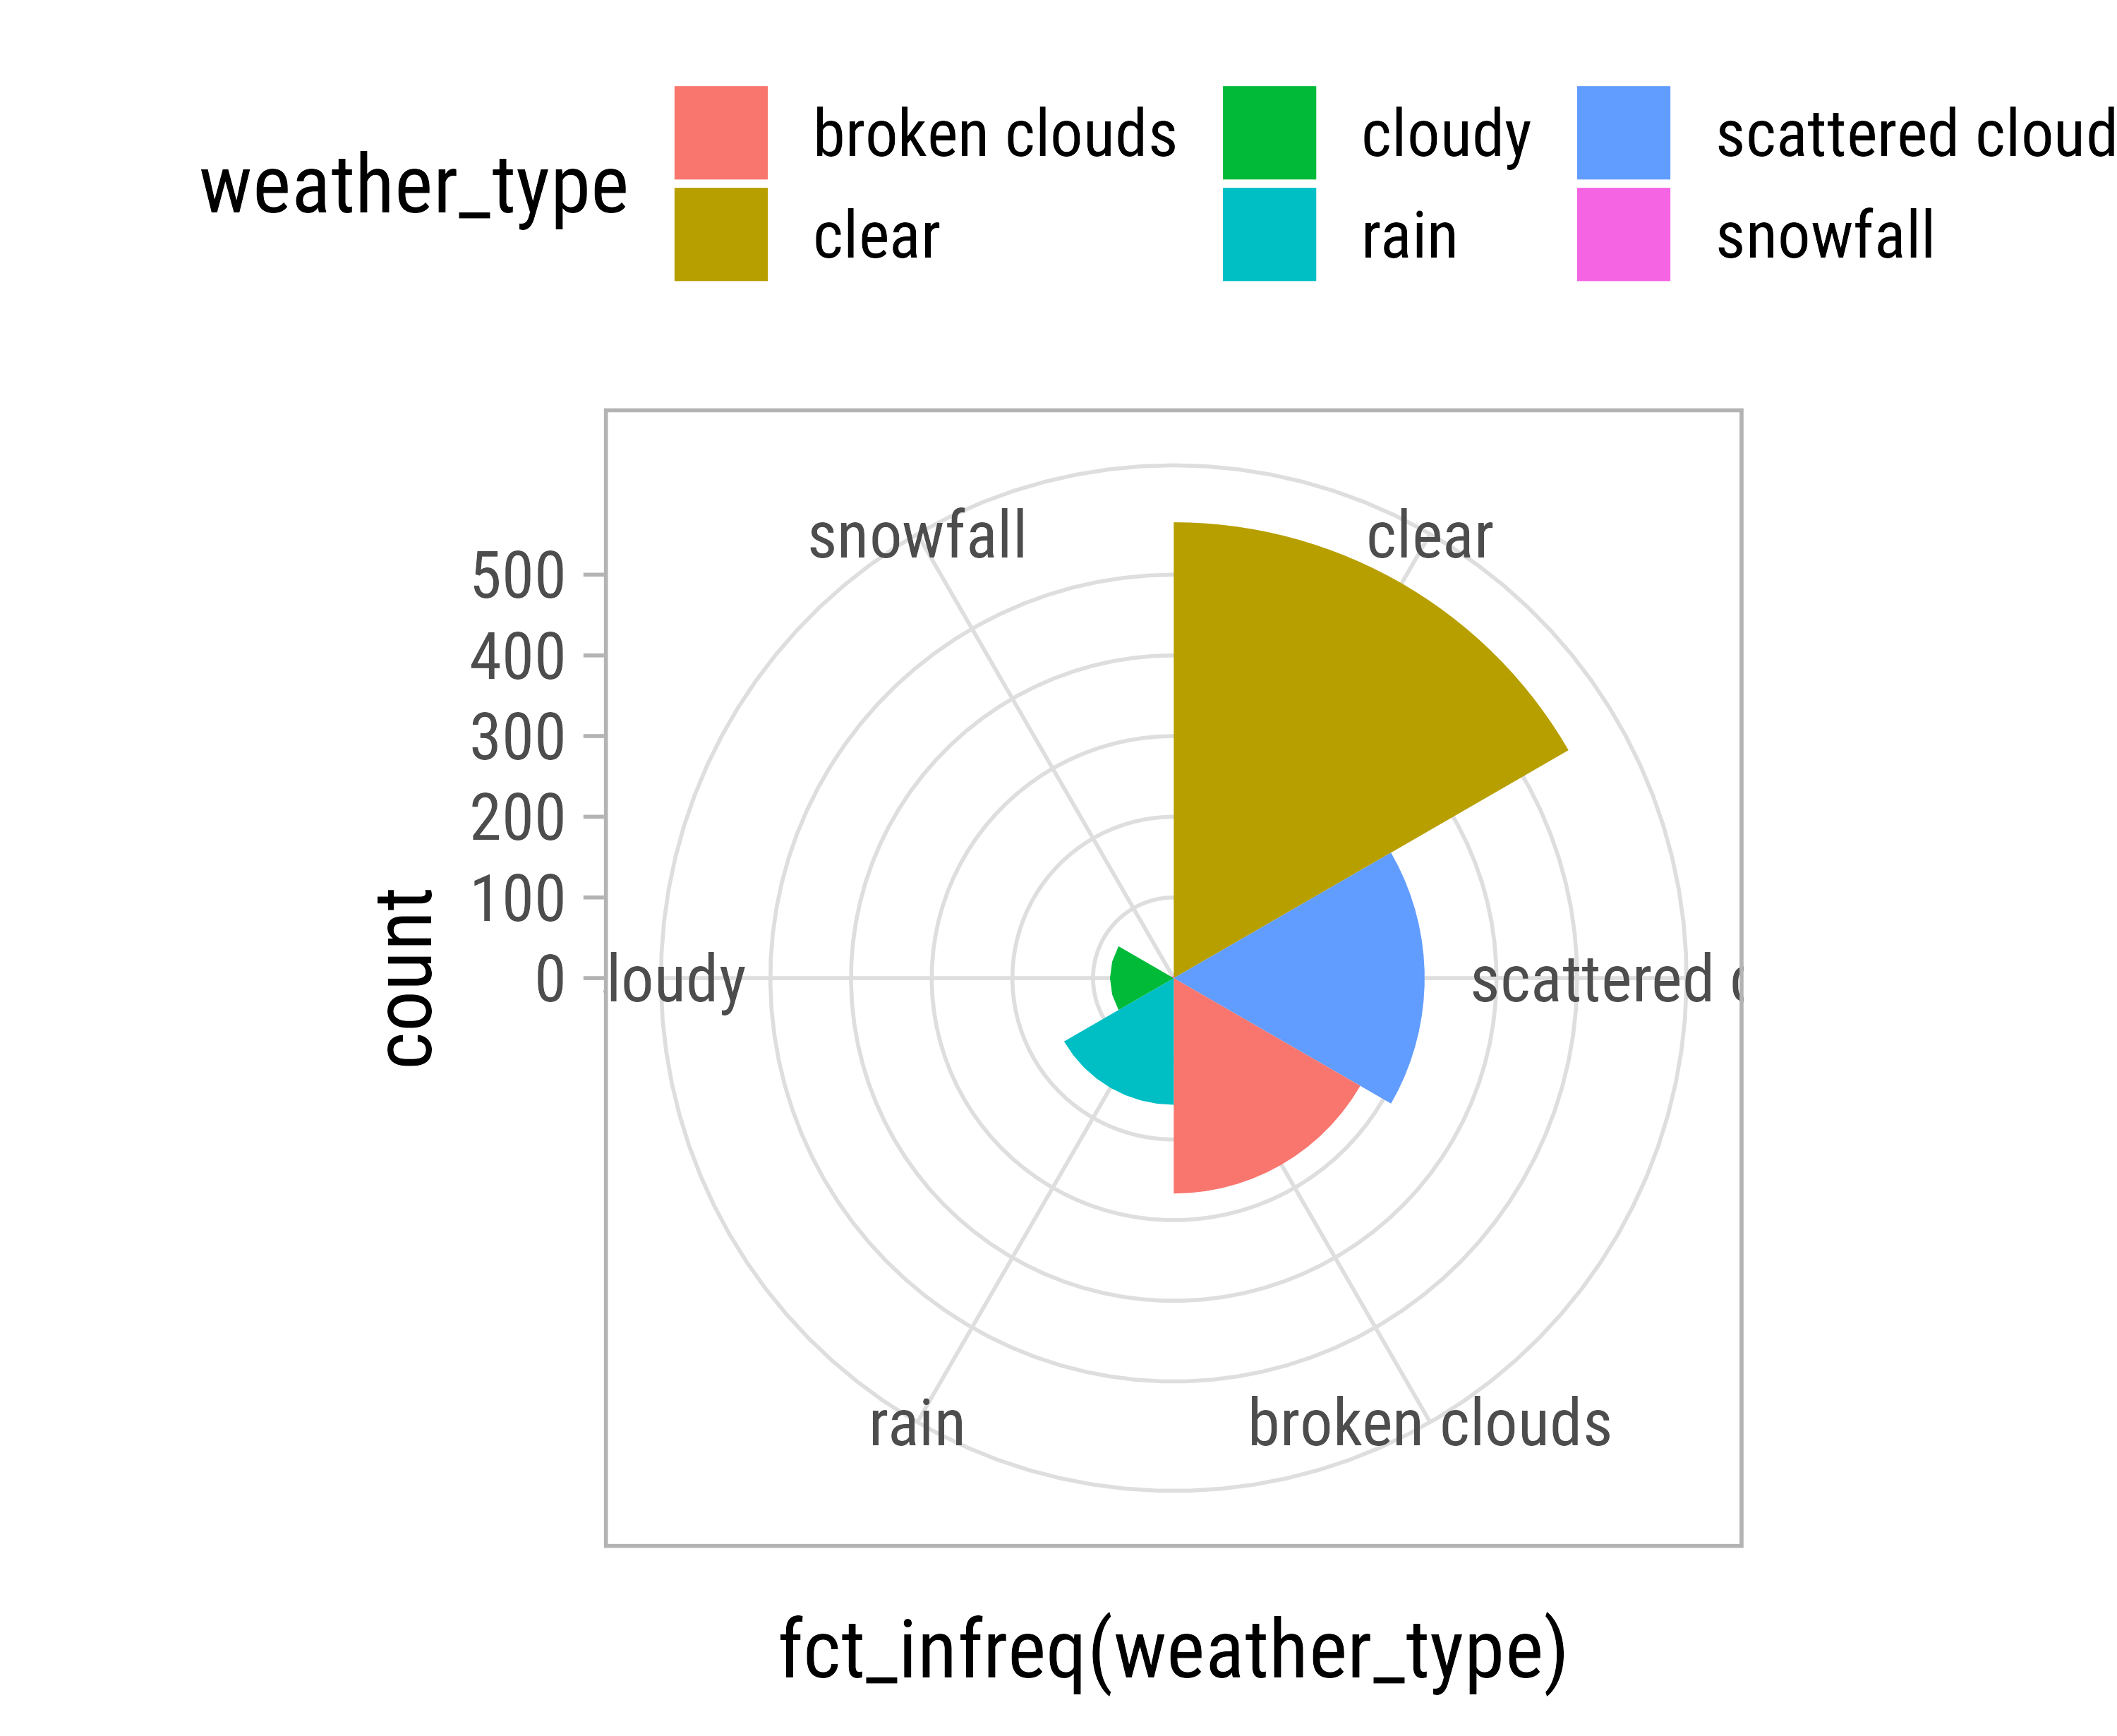 weather_type
broken clouds cloudy scattered cloud
clear rain snowfall
snowfall clear
500
400
300
200
100
0
count
loudy scattered c
rain broken clouds
fct_infreq(weather_type)